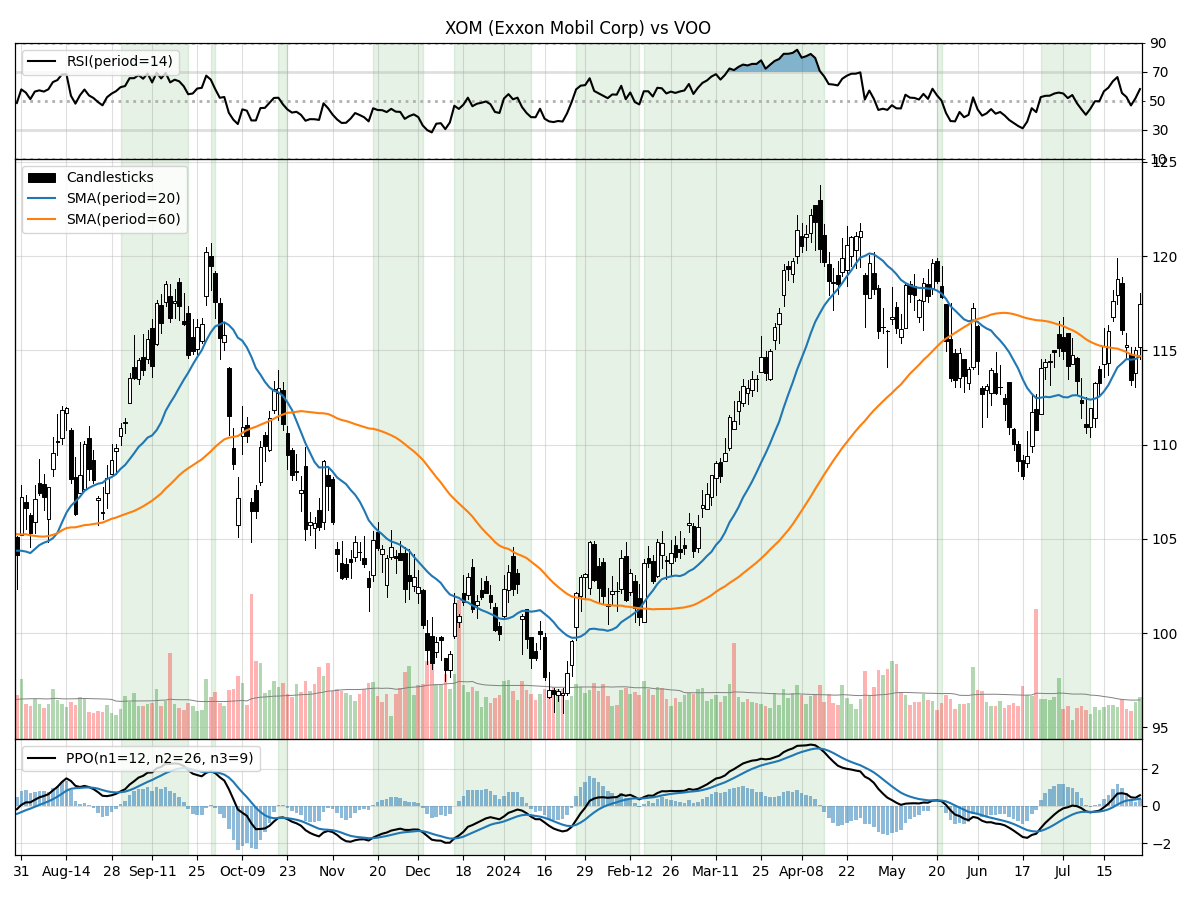 XOM (Exxon Mobil Corp) vs VOO
RSI(period=14)
90
70
50
30
10
Candlesticks
SMA(period=20)
SMA(period=60)
125
120
115
110
105
100
95
PPO(n1=12, n2=26, n3=9)
2
0
−2
31 Aug-14 28 Sep-11 25 Oct-09 23 Nov 20 Dec 18 2024 16 29 Feb-12 26 Mar-11 25 Apr-08 22 May 20 Jun 17 Jul 15